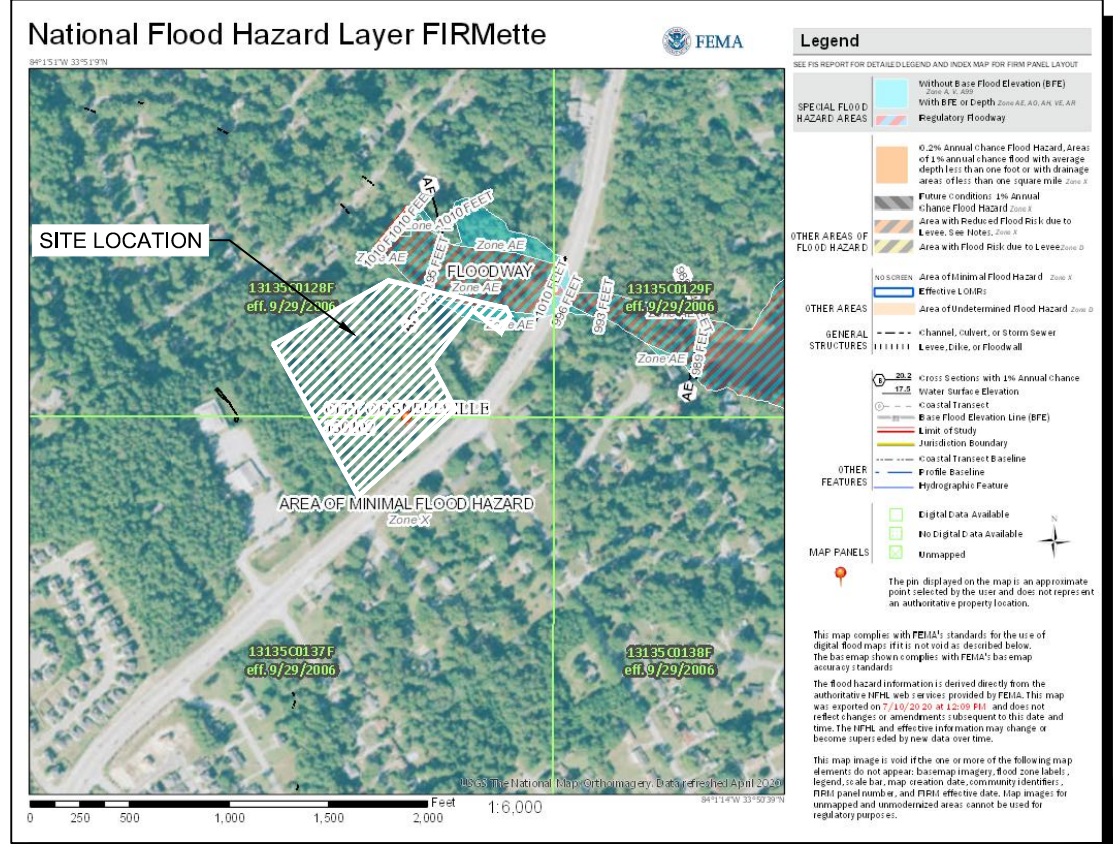 National Flood Hazard Layer FIRMette
FEMA
84°1'51"W 33°51'9"N
SITE LOCATION
AF
1010 FEET
1010 FEET
1010 FEET
Zone AE
Zone AE
995 FEET
FLOODWAY
Zone AE
Zone AE
1010 FEET
996 FEET
993 FEET
989 FEET
Zone AE
AE
13135C0128F
eff. 9/29/2006
13135C0129F
eff. 9/29/2006
CITY OF SNELLVILLE
AREA OF MINIMAL FLOOD HAZARD
Zone X
13135C0137F
eff. 9/29/2006
13135C0138F
eff. 9/29/2006
USGS The National Map: Orthoimagery. Data refreshed April 2020
0 250 500 1,000 1,500 2,000
Feet
1:6,000
84°1'14"W 33°50'39"N
Legend
SEE FIS REPORT FOR DETAILED LEGEND AND INDEX MAP FOR FIRM PANEL LAYOUT
SPECIAL FLOOD
HAZARD AREAS
Without Base Flood Elevation (BFE)
Zone A, V, A99
With BFE or Depth Zone AE, AO, AH, VE, AR
Regulatory Floodway
OTHER AREAS OF
FLOOD HAZARD
0.2% Annual Chance Flood Hazard, Areas
of 1% annual chance flood with average
depth less than one foot or with drainage
areas of less than one square mile Zone X
Future Conditions 1% Annual
Chance Flood Hazard Zone X
Area with Reduced Flood Risk due to
Levee. See Notes. Zone X
Area with Flood Risk due to Levee Zone D
OTHER AREAS
NO SCREEN Area of Minimal Flood Hazard Zone X
Effective LOMRs
Area of Undetermined Flood Hazard Zone D
GENERAL
STRUCTURES
Channel, Culvert, or Storm Sewer
Levee, Dike, or Floodwall
OTHER
FEATURES
B 20.2 Cross Sections with 1% Annual Chance
17.5 Water Surface Elevation
Coastal Transect
Base Flood Elevation Line (BFE)
Limit of Study
Jurisdiction Boundary
Coastal Transect Baseline
Profile Baseline
Hydrographic Feature
MAP PANELS
Digital Data Available
No Digital Data Available
Unmapped
N
The pin displayed on the map is an approximate
point selected by the user and does not represent
an authoritative property location.
This map complies with FEMA's standards for the use of
digital flood maps if it is not void as described below.
The basemap shown complies with FEMA's basemap
accuracy standards
The flood hazard information is derived directly from the
authoritative NFHL web services provided by FEMA. This map
was exported on 7/10/2020 at 12:09 PM and does not
reflect changes or amendments subsequent to this date and
time. The NFHL and effective information may change or
become superseded by new data over time.
This map image is void if the one or more of the following map
elements do not appear: basemap imagery, flood zone labels,
legend, scale bar, map creation date, community identifiers,
FIRM panel number, and FIRM effective date. Map images for
unmapped and unmodernized areas cannot be used for
regulatory purposes.